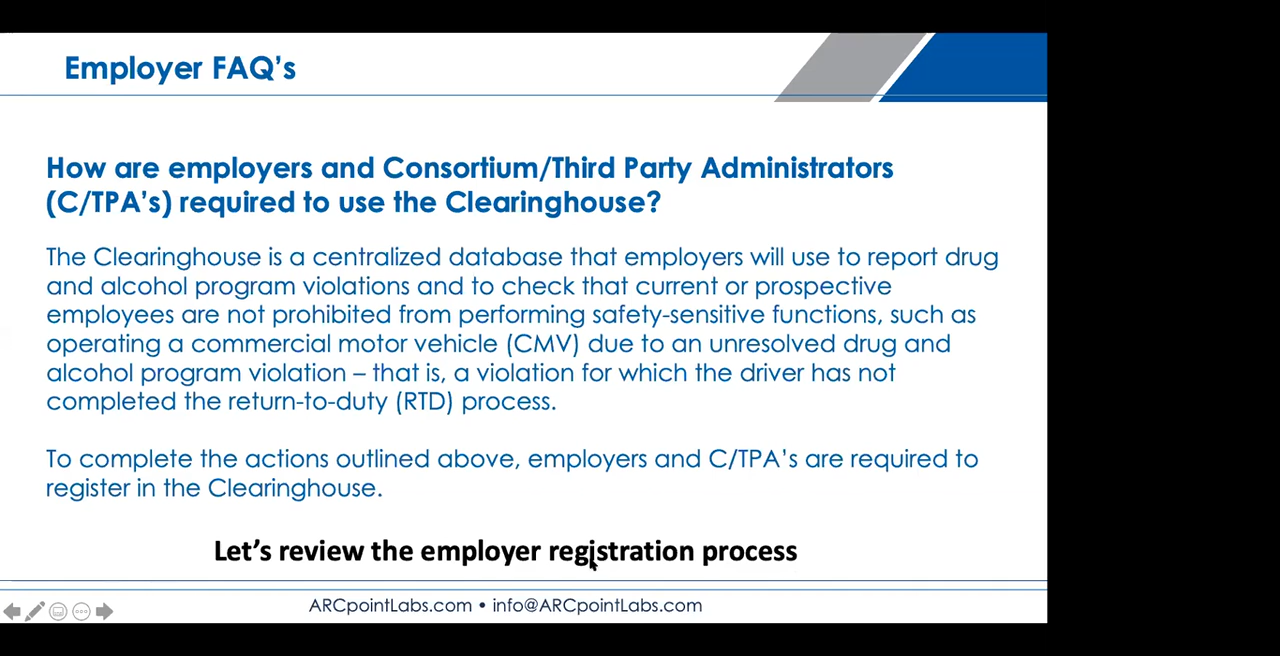 Employer FAQ’s
How are employers and Consortium/Third Party Administrators
(C/TPA’s) required to use the Clearinghouse?
The Clearinghouse is a centralized database that employers will use to report drug
and alcohol program violations and to check that current or prospective
employees are not prohibited from performing safety-sensitive functions, such as
operating a commercial motor vehicle (CMV) due to an unresolved drug and
alcohol program violation – that is, a violation for which the driver has not
completed the return-to-duty (RTD) process.
To complete the actions outlined above, employers and C/TPA’s are required to
register in the Clearinghouse.
Let’s review the employer registration process
ARCpointLabs.com • info@ARCpointLabs.com